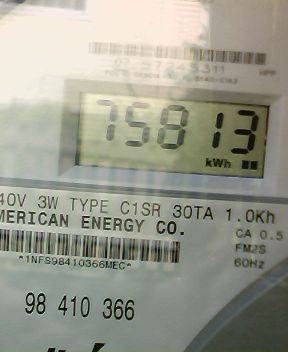 75813
kWh
40V 3W TYPE C1SR 30TA 1.0Kh
MERICAN ENERGY CO.
CA 0.5
FM2S
60Hz
*1NFS98410366MEC*
98 410 366